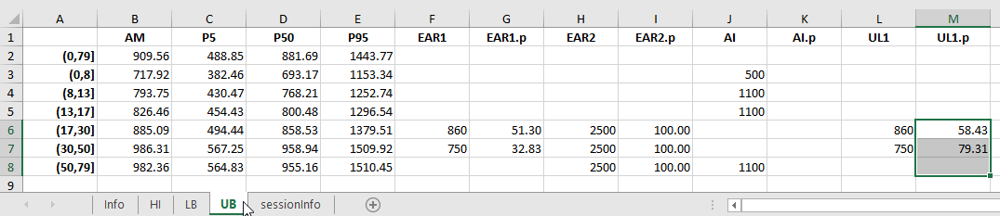 A B C D E F G H I J K L M
1 AM P5 P50 P95 EAR1 EAR1.p EAR2 EAR2.p AI AI.p UL1 UL1.p
2 (0,79] 909.56 488.85 881.69 1443.77
3 (0,8] 717.92 382.46 693.17 1153.34 500
4 (8,13] 793.75 430.47 768.21 1252.74 1100
5 (13,17] 826.46 454.43 800.48 1296.54 1100
6 (17,30] 885.09 494.44 858.53 1379.51 860 51.30 2500 100.00 860 58.43
7 (30,50] 986.31 567.25 958.94 1509.92 750 32.83 2500 100.00 750 79.31
8 (50,79] 982.36 564.83 955.16 1510.45 2500 100.00 1100
9
Info HI LB UB sessionInfo